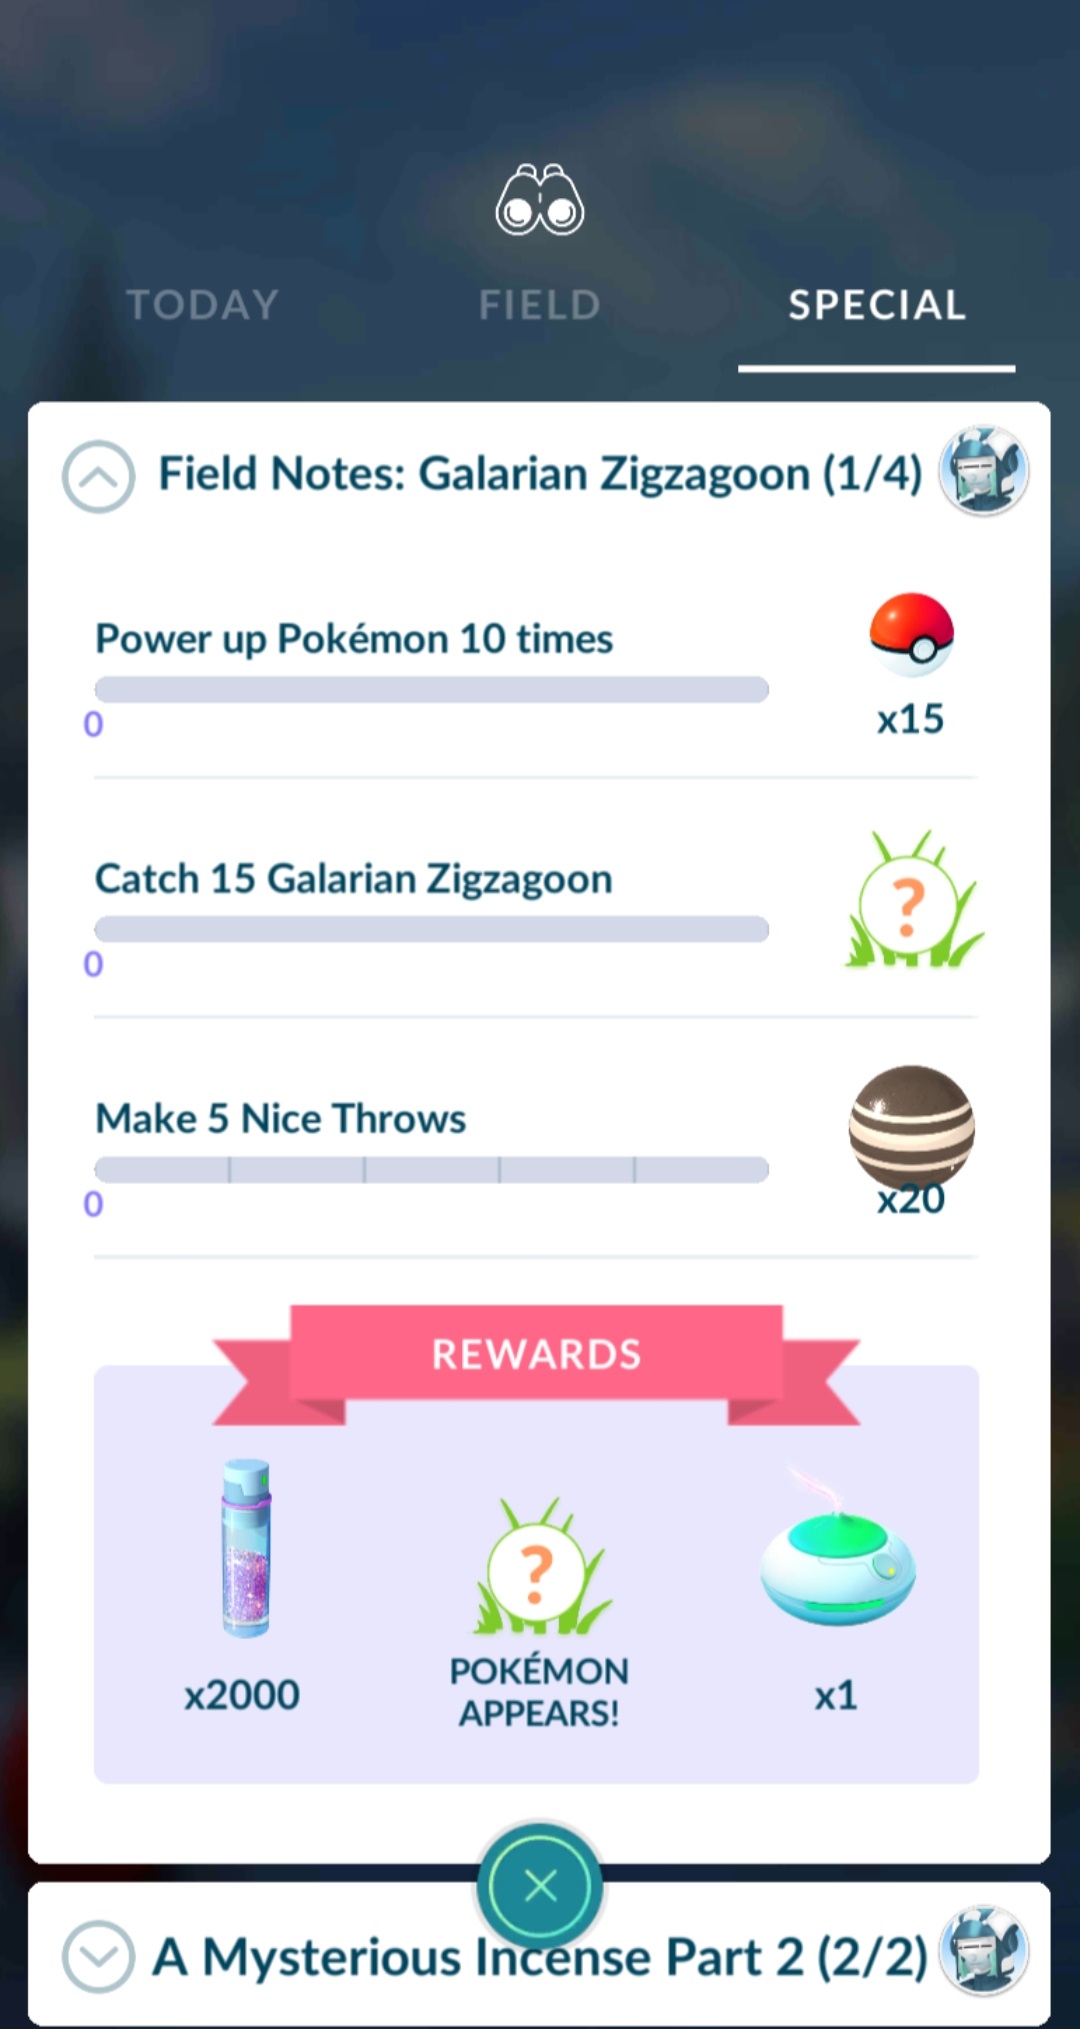 TODAY
FIELD
SPECIAL
Field Notes: Galarian Zigzagoon (1/4)
Power up Pokémon 10 times
0
x15
Catch 15 Galarian Zigzagoon
0
?
Make 5 Nice Throws
0
x20
REWARDS
?
x2000
POKÉMON
APPEARS!
x1
A Mysterious Incense Part 2 (2/2)